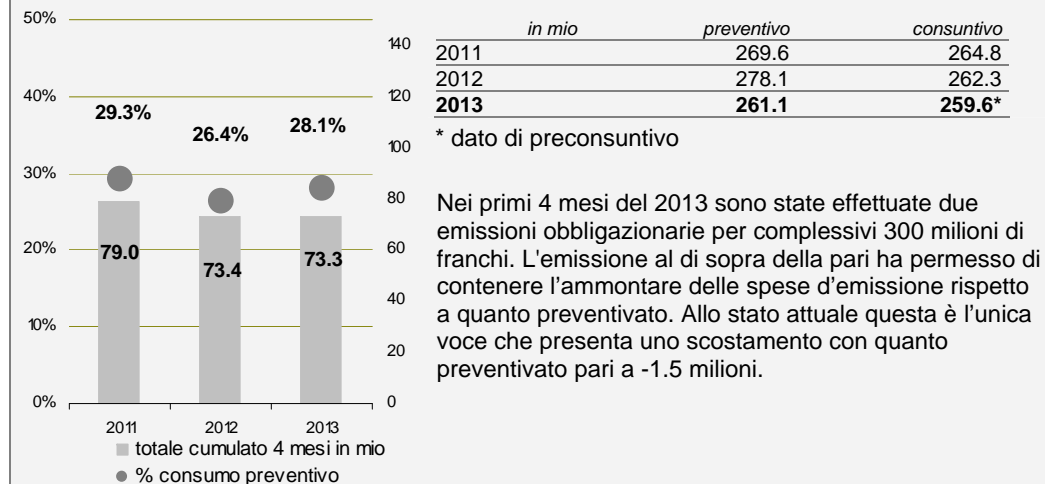 50%
40%
30%
20%
10%
0%
140
120
100
80
60
40
20
0
29.3%
26.4%
28.1%
79.0
73.4
73.3
2011
2012
2013
totale cumulato 4 mesi in mio
% consumo preventivo
in mio preventivo consuntivo
2011 269.6 264.8
2012 278.1 262.3
2013 261.1 259.6*
* dato di preconsuntivo
Nei primi 4 mesi del 2013 sono state effettuate due
emissioni obbligazionarie per complessivi 300 milioni di
franchi. L'emissione al di sopra della pari ha permesso di
contenere l'ammontare delle spese d'emissione rispetto
a quanto preventivato. Allo stato attuale questa è l'unica
voce che presenta uno scostamento con quanto
preventivato pari a -1.5 milioni.